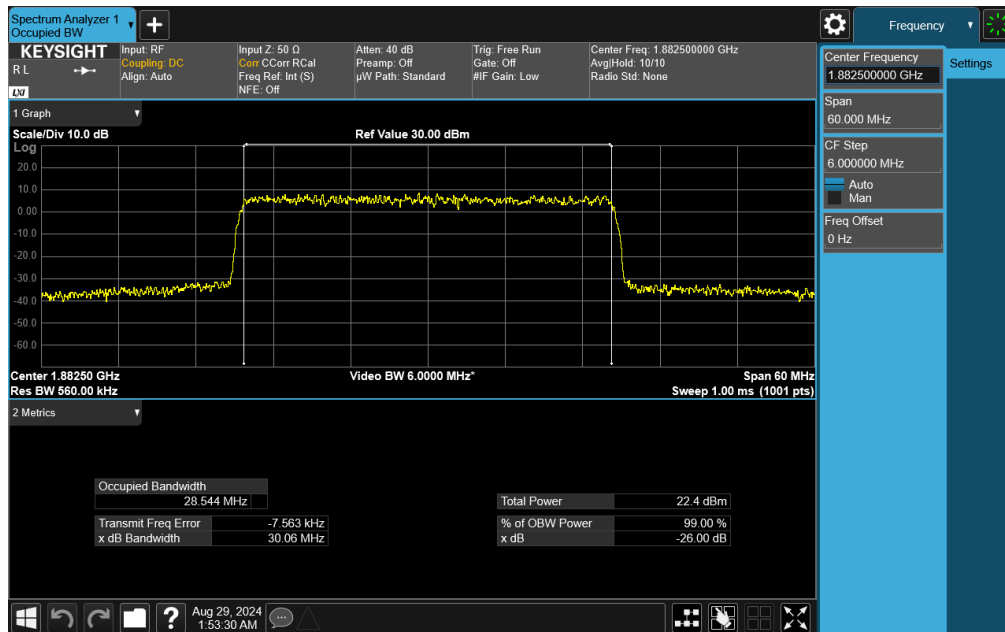 Spectrum Analyzer 1
Occupied BW
Frequency
KEYSIGHT
R L
LXI
Input: RF
Coupling: DC
Align: Auto
Input Z: 50 Ω
Corr CCorr RCal
Freq Ref: Int (S)
NFE: Off
Atten: 40 dB
Preamp: Off
µW Path: Standard
Trig: Free Run
Gate: Off
#IF Gain: Low
Center Freq: 1.882500000 GHz
Avg|Hold: 10/10
Radio Std: None
Center Frequency
1.882500000 GHz
Settings
Span
60.000 MHz
CF Step
6.000000 MHz
Auto
Man
Freq Offset
0 Hz
1 Graph
Scale/Div 10.0 dB
Ref Value 30.00 dBm
Log
20.0
10.0
0.00
-10.0
-20.0
-30.0
-40.0
-50.0
-60.0
Center 1.88250 GHz
Video BW 6.0000 MHz*
Span 60 MHz
Res BW 560.00 kHz
Sweep 1.00 ms (1001 pts)
2 Metrics
Occupied Bandwidth
28.544 MHz
Total Power 22.4 dBm
Transmit Freq Error -7.563 kHz
% of OBW Power 99.00 %
x dB Bandwidth 30.06 MHz
x dB -26.00 dB
Aug 29, 2024
1:53:30 AM